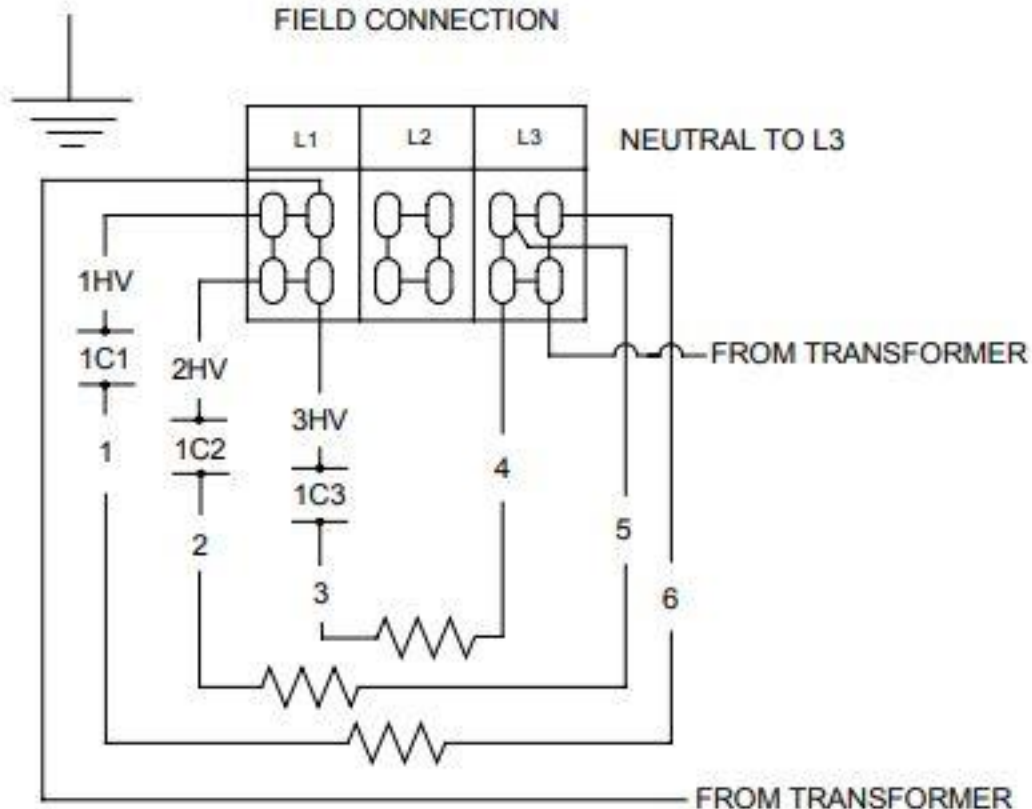 FIELD CONNECTION
L1 L2 L3
NEUTRAL TO L3
1HV
1C1
1
2HV
1C2
2
3HV
1C3
3
4
5
6
FROM TRANSFORMER
FROM TRANSFORMER